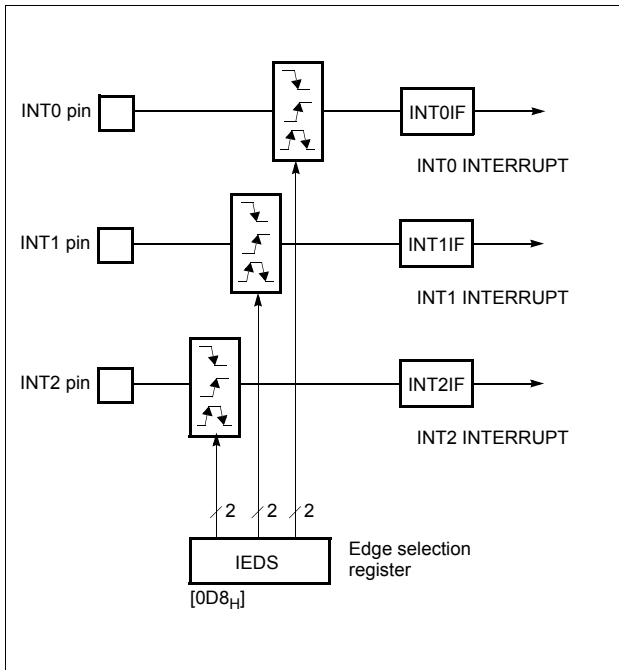 INT0 pin
INT0IF
INT0 INTERRUPT
INT1 pin
INT1IF
INT1 INTERRUPT
INT2 pin
INT2IF
INT2 INTERRUPT
2 2 2
IEDS
Edge selection
register
[0D8H]